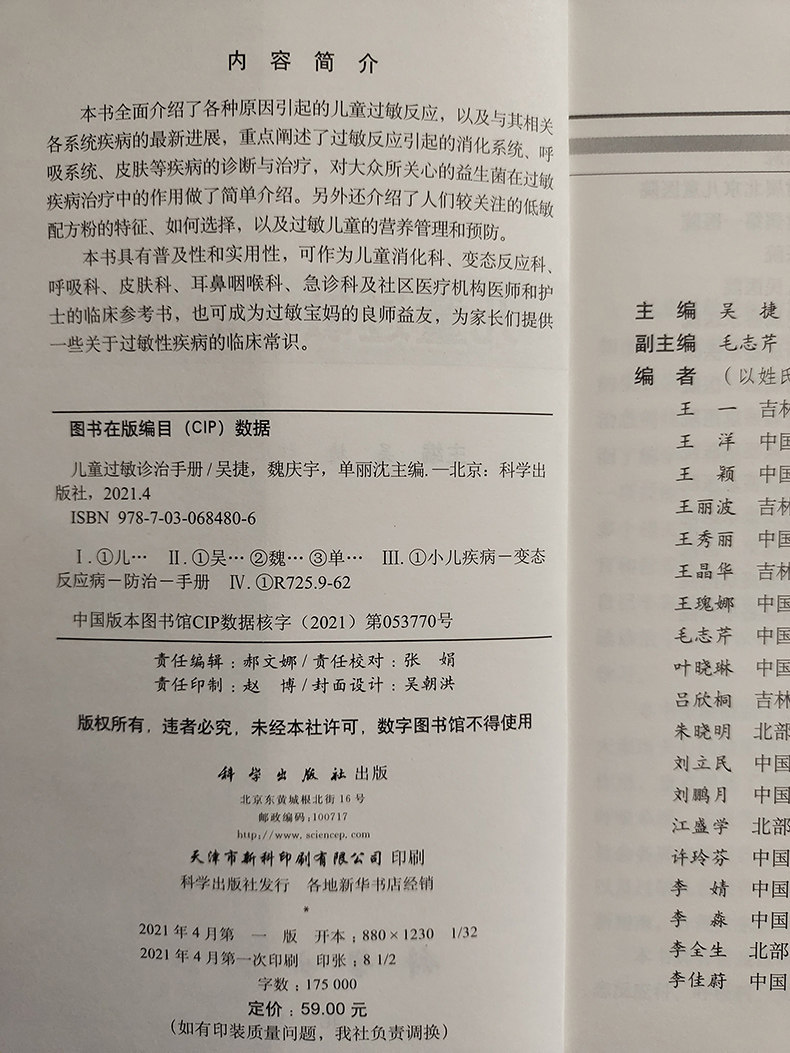 内容简介
本书全面介绍了各种原因引起的儿童过敏反应，以及与其相关
各系统疾病的最新进展，重点阐述了过敏反应引起的消化系统、呼
吸系统、皮肤等疾病的诊断与治疗，对大众所关心的益生菌在过敏
疾病治疗中的作用做了简单介绍。另外还介绍了人们较关注的低敏
配方粉的特征、如何选择，以及过敏儿童的营养管理和预防。
本书具有普及性和实用性，可作为儿童消化科、变态反应科、
呼吸科、皮肤科、耳鼻咽喉科、急诊科及社区医疗机构医师和护
士的临床参考书，也可成为过敏宝妈的良师益友，为家长们提供
一些关于过敏性疾病的临床常识。
图书在版编目（CIP）数据
儿童过敏诊治手册/吴捷，魏庆宇，单丽沈主编.—北京：科学出
版社，2021.4
ISBN 978-7-03-068480-6
Ⅰ.①儿… Ⅱ.①吴…②魏…③单… Ⅲ.①小儿疾病－变态
反应病－防治－手册 Ⅳ.①R725.9-62
中国版本图书馆CIP数据核字（2021）第053770号
责任编辑：郝文娜/责任校对：张 娟
责任印制：赵 博/封面设计：吴朝洪
版权所有，违者必究，未经本社许可，数字图书馆不得使用
科学出版社 出版
北京东黄城根北街16号
邮政编码：100717
http://www.sciencep.com
天津市新科印刷有限公司 印刷
科学出版社发行 各地新华书店经销
*
2021年4月第 一 版 开本：880×1230 1/32
2021年4月第一次印刷 印张：8 1/2
字数：175 000
定价：59.00 元
(如有印装质量问题，我社负责调换)
主 编 吴 捷
副主编 毛志芹
编 者 （以姓氏
王 一 吉林
王 洋 中国
王 颖 中国
王丽波 吉林
王秀丽 中国
王晶华 吉林
王瑰娜 中国
毛志芹 中国
叶晓琳 中国
吕欣桐 吉林
朱晓明 北部
刘立民 中国
刘鹏月 中国
江盛学 北部
许玲芬 中国
李 婧 中国
李 淼 中国
李全生 北部
李佳蔚 中国